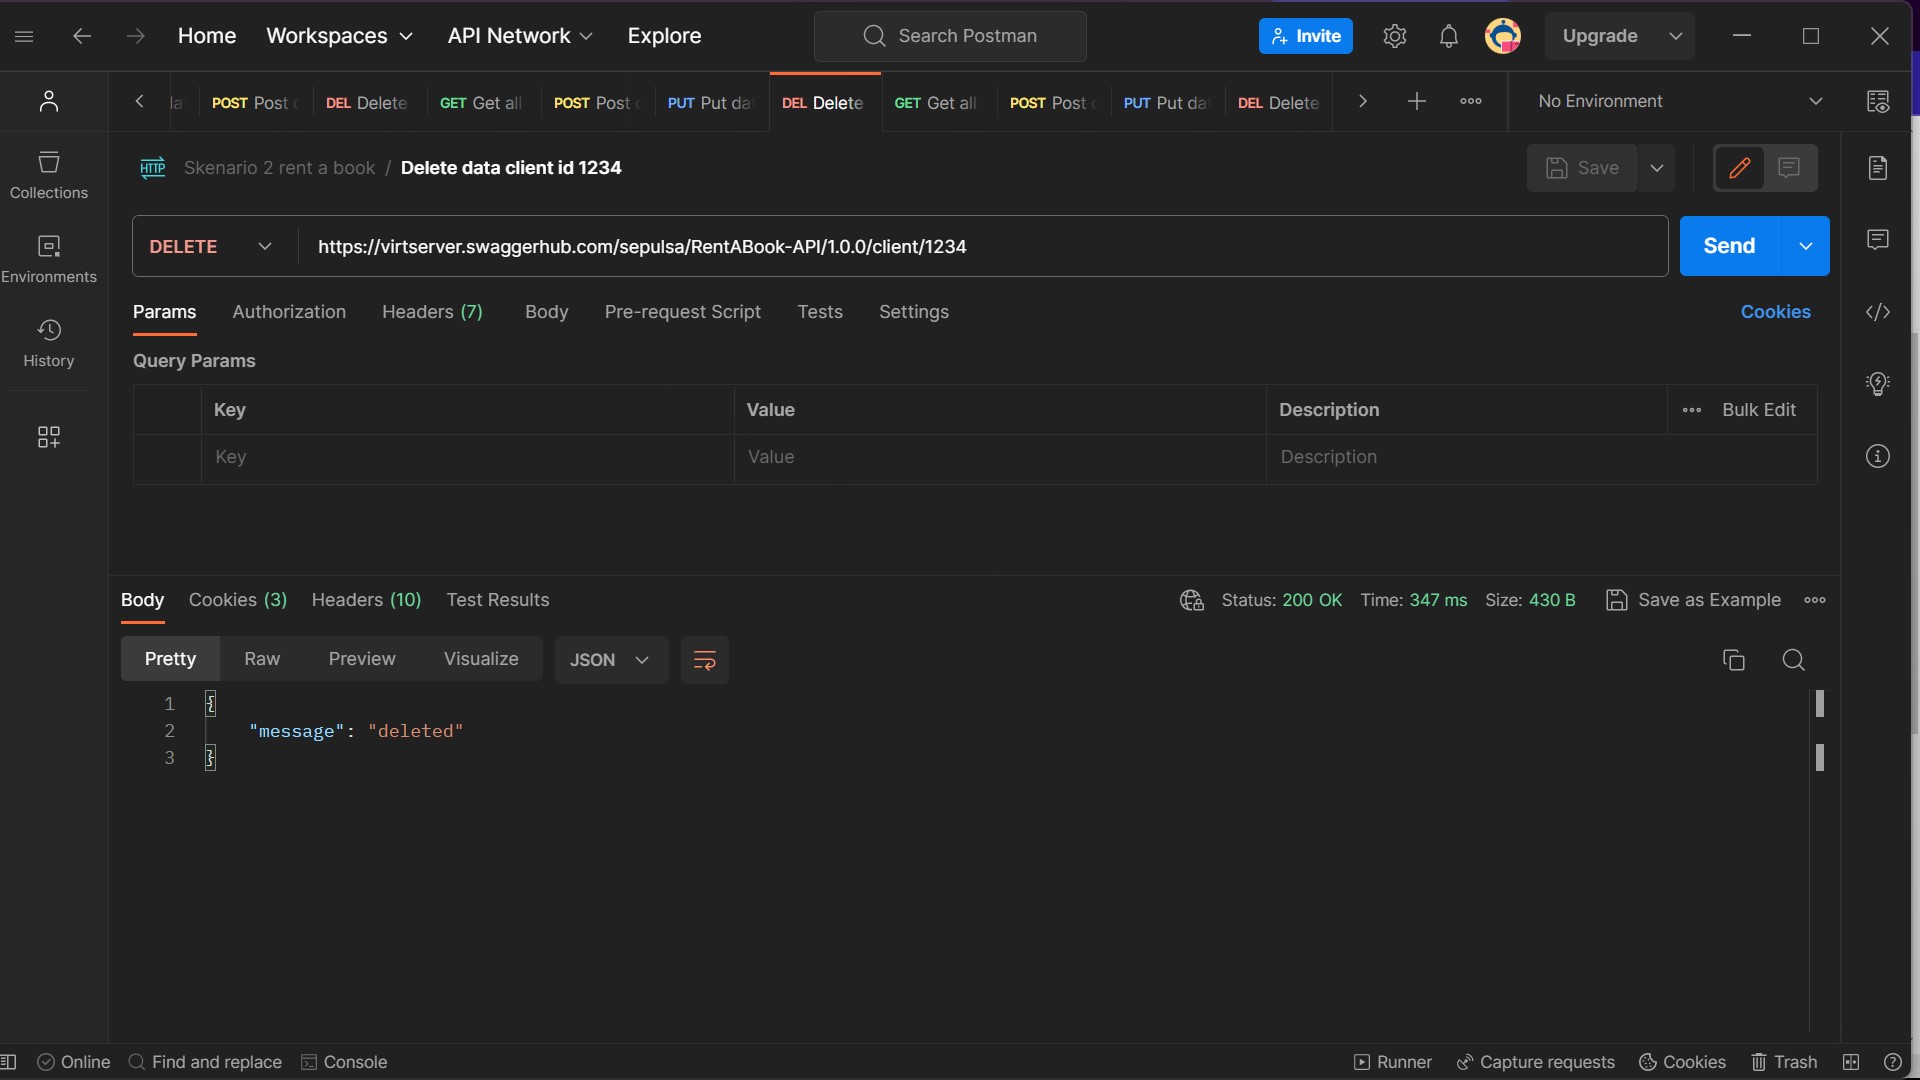 Home Workspaces API Network Explore Search Postman Invite Upgrade
POST Post DEL Delete GET Get all POST Post PUT Put da DEL Delete GET Get all POST Post PUT Put da DEL Delete No Environment
HTTP Skenario 2 rent a book / Delete data client id 1234 Save
Collections
DELETE https://virtserver.swaggerhub.com/sepulsa/RentABook-API/1.0.0/client/1234 Send
Environments
Params Authorization Headers (7) Body Pre-request Script Tests Settings Cookies
History
Query Params
Key Value Description Bulk Edit
Key Value Description
Body Cookies (3) Headers (10) Test Results Status: 200 OK Time: 347 ms Size: 430 B Save as Example
Pretty Raw Preview Visualize JSON
1 {
2 "message": "deleted"
3 }
Online Find and replace Console Runner Capture requests Cookies Trash